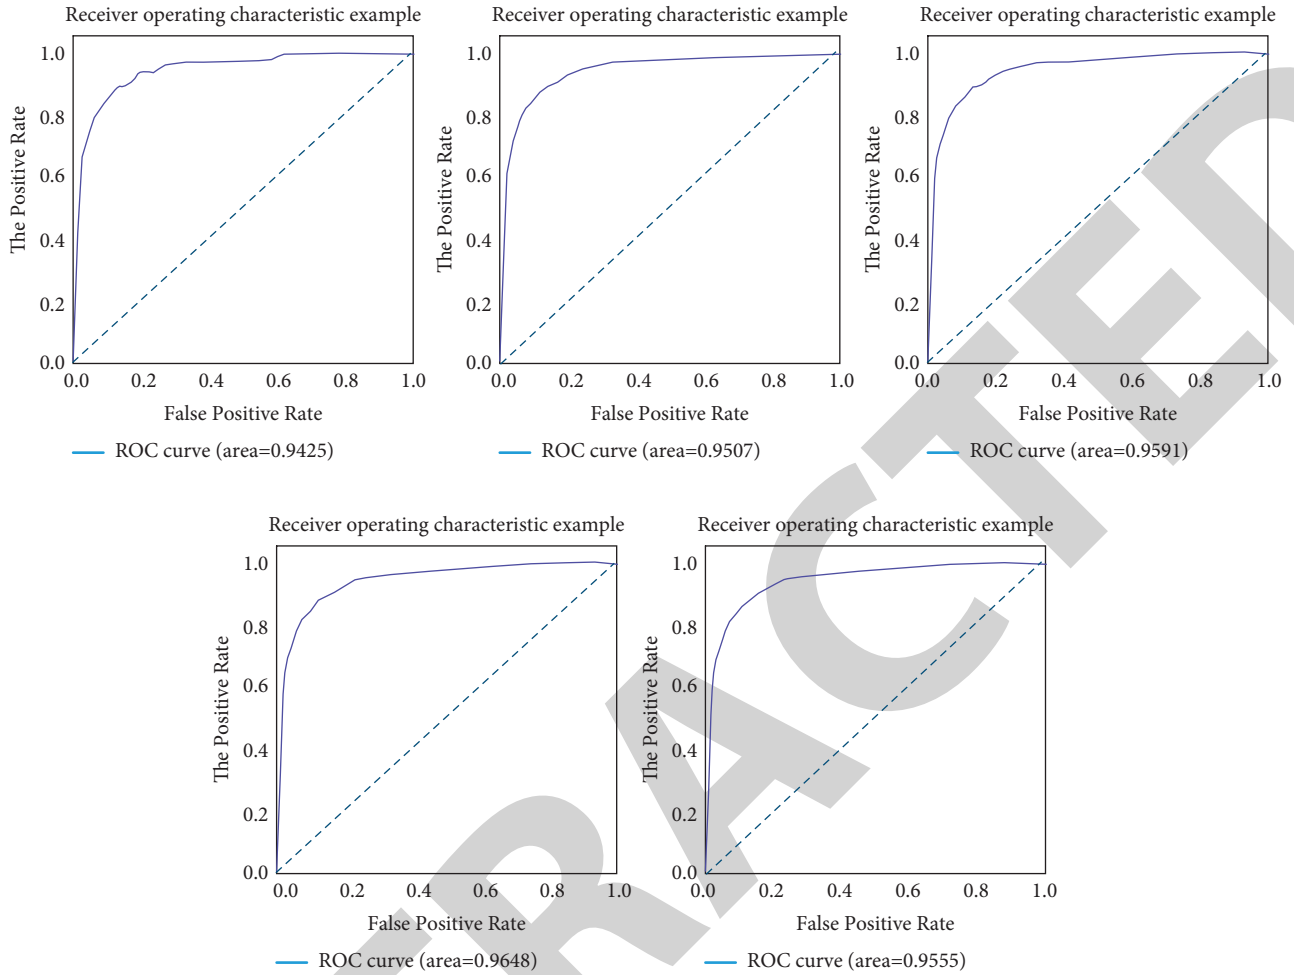 Receiver operating characteristic example
1.0
0.8
0.6
0.4
0.2
0.0
The Positive Rate
0.0 0.2 0.4 0.6 0.8 1.0
False Positive Rate
ROC curve (area=0.9425)
Receiver operating characteristic example
1.0
0.8
0.6
0.4
0.2
0.0
The Positive Rate
0.0 0.2 0.4 0.6 0.8 1.0
False Positive Rate
ROC curve (area=0.9507)
Receiver operating characteristic example
1.0
0.8
0.6
0.4
0.2
0.0
The Positive Rate
0.0 0.2 0.4 0.6 0.8 1.0
False Positive Rate
ROC curve (area=0.9591)
Receiver operating characteristic example
1.0
0.8
0.6
0.4
0.2
0.0
The Positive Rate
0.0 0.2 0.4 0.6 0.8 1.0
False Positive Rate
ROC curve (area=0.9648)
Receiver operating characteristic example
1.0
0.8
0.6
0.4
0.2
0.0
The Positive Rate
0.0 0.2 0.4 0.6 0.8 1.0
False Positive Rate
ROC curve (area=0.9555)
TRACTED